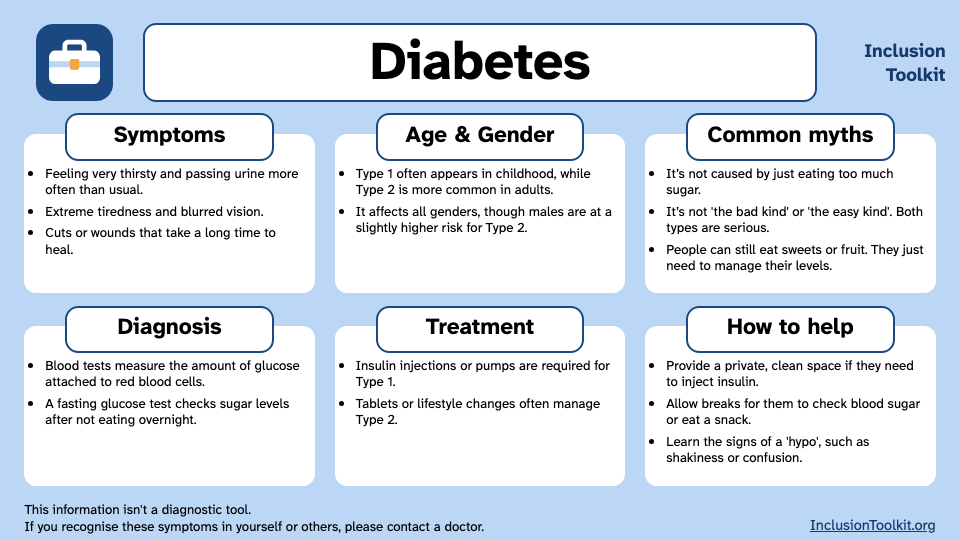 Diabetes
Inclusion
Toolkit
Symptoms
• Feeling very thirsty and passing urine more
often than usual.
• Extreme tiredness and blurred vision.
• Cuts or wounds that take a long time to
heal.
Age & Gender
• Type 1 often appears in childhood, while
Type 2 is more common in adults.
• It affects all genders, though males are at a
slightly higher risk for Type 2.
Common myths
• It's not caused by just eating too much
sugar.
• It's not 'the bad kind' or 'the easy kind'. Both
types are serious.
• People can still eat sweets or fruit. They just
need to manage their levels.
Diagnosis
• Blood tests measure the amount of glucose
attached to red blood cells.
• A fasting glucose test checks sugar levels
after not eating overnight.
Treatment
• Insulin injections or pumps are required for
Type 1.
• Tablets or lifestyle changes often manage
Type 2.
How to help
• Provide a private, clean space if they need
to inject insulin.
• Allow breaks for them to check blood sugar
or eat a snack.
• Learn the signs of a 'hypo', such as
shakiness or confusion.
This information isn't a diagnostic tool.
If you recognise these symptoms in yourself or others, please contact a doctor.
InclusionToolkit.org